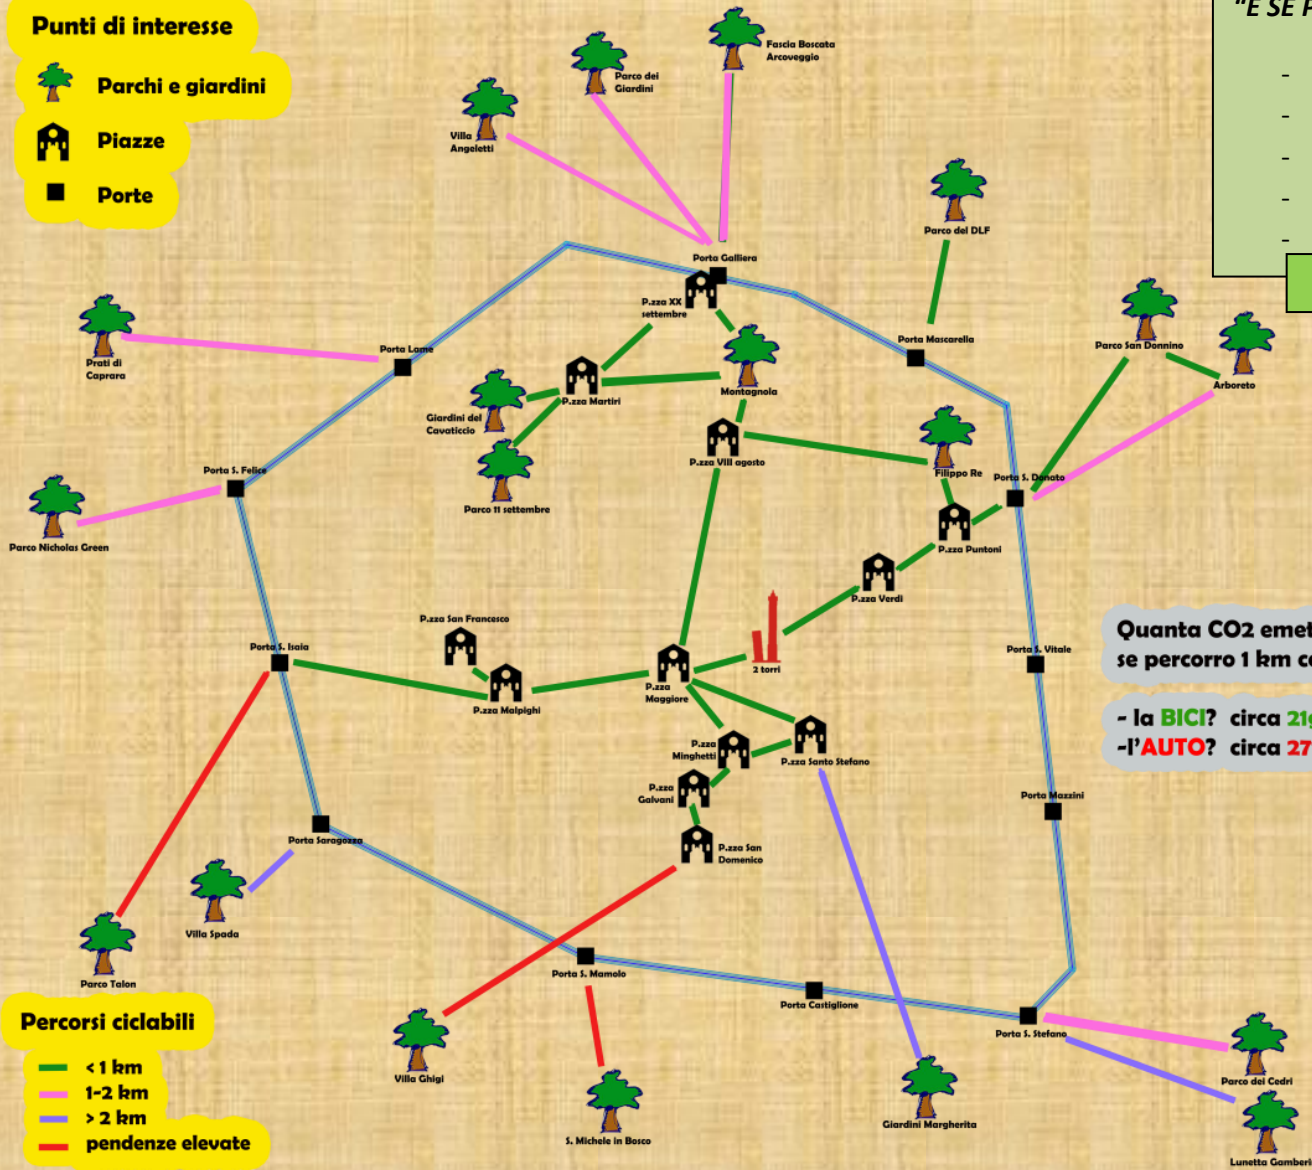 Punti di interesse
Parchi e giardini
Piazze
Porte
"E SE
-
-
-
-
-
Fascia Boscata
Arcoveggio
Parco dei
Giardini
Villa
Angeletti
Parco del DLF
Porta Galliera
P.zza XX
settembre
Porta Mascarella
Parco San Donnino
Arboreto
Prati di
Caprara
Porta Lame
P.zza Martiri
Montagnola
Giardini del
Cavaticcio
P.zza VIII agosto
Filippo Re
Porta S. Donato
Porta S. Felice
Parco 11 settembre
Parco Nicholas Green
P.zza Puntoni
P.zza Verdi
P.zza San Francesco
Porta S. Isaia
P.zza Malpighi
P.zza
Maggiore
2 torri
Porta S. Vitale
Quanta CO2 emet
se percorro 1 km co
- la BICI? circa 21g
-l'AUTO? circa 27
P.zza
Minghetti
P.zza Santo Stefano
P.zza
Galvani
P.zza San
Domenico
Porta Mazzini
Porta Saragozza
Villa Spada
Parco Talon
Porta S. Mamolo
Porta Castiglione
Porta S. Stefano
Villa Ghigi
S. Michele in Bosco
Giardini Margherita
Parco dei Cedri
Lunetta Gamberi
Percorsi ciclabili
< 1 km
1-2 km
> 2 km
pendenze elevate